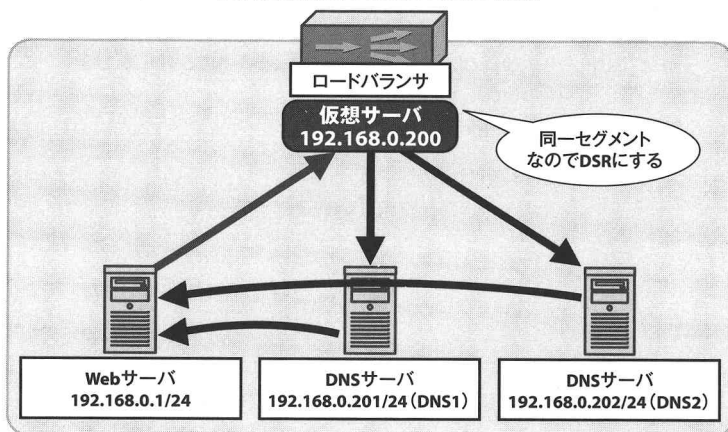 ロードバランサ
仮想サーバ
192.168.0.200
同一セグメント
なのでDSRにする
Webサーバ
192.168.0.1/24
DNSサーバ
192.168.0.201/24(DNS1)
DNSサーバ
192.168.0.202/24(DNS2)